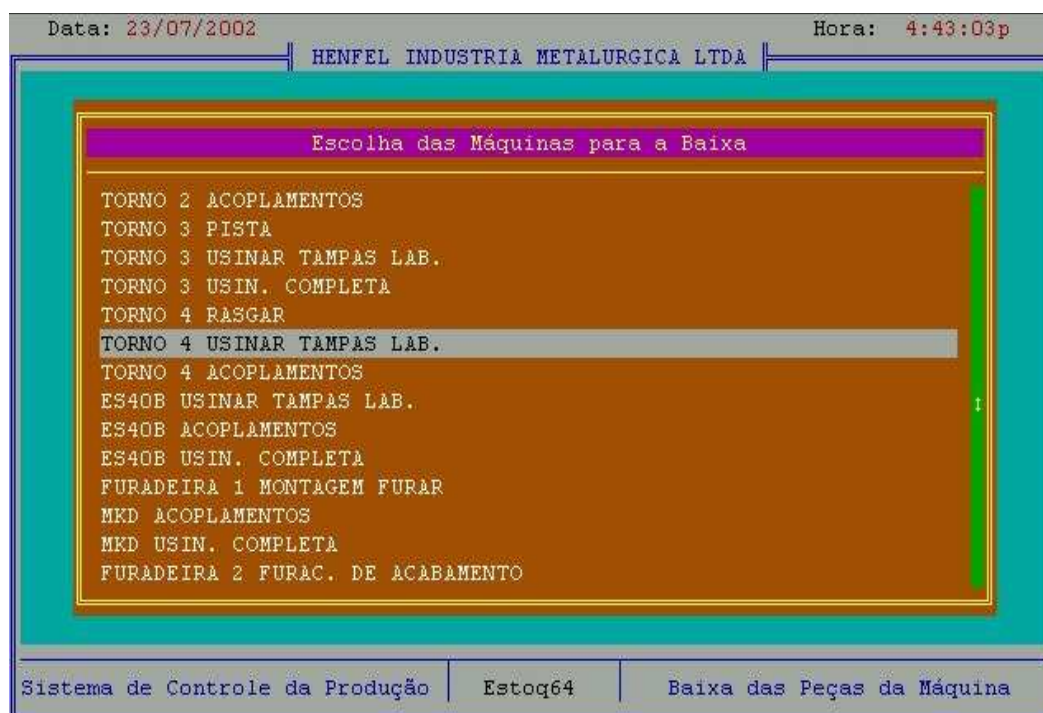 Data: 23/07/2002 Hora: 4:43:03p
HENFEL INDUSTRIA METALURGICA LTDA
Escolha das Máquinas para a Baixa
TORNO 2 ACOPLAMENTOS
TORNO 3 PISTA
TORNO 3 USINAR TAMPAS LAB.
TORNO 3 USIN. COMPLETA
TORNO 4 RASGAR
TORNO 4 USINAR TAMPAS LAB.
TORNO 4 ACOPLAMENTOS
ES40B USINAR TAMPAS LAB.
ES40B ACOPLAMENTOS
ES40B USIN. COMPLETA
FURADEIRA 1 MONTAGEM FURAR
MKD ACOPLAMENTOS
MKD USIN. COMPLETA
FURADEIRA 2 FURAC. DE ACABAMENTO
Sistema de Controle da Produção Estoq64 Baixa das Peças da Máquina